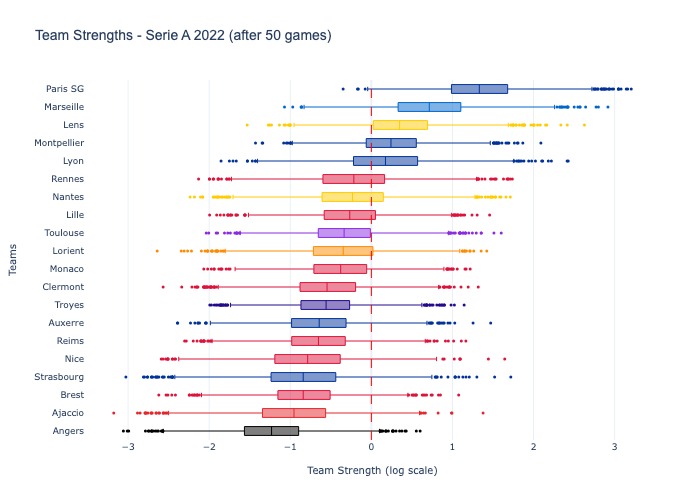 Team Strengths - Serie A 2022 (after 50 games)
Paris SG
Marseille
Lens
Montpellier
Lyon
Rennes
Nantes
Lille
Toulouse
Lorient
Monaco
Clermont
Troyes
Auxerre
Reims
Nice
Strasbourg
Brest
Ajaccio
Angers
Teams
−3 −2 −1 0 1 2 3
Team Strength (log scale)